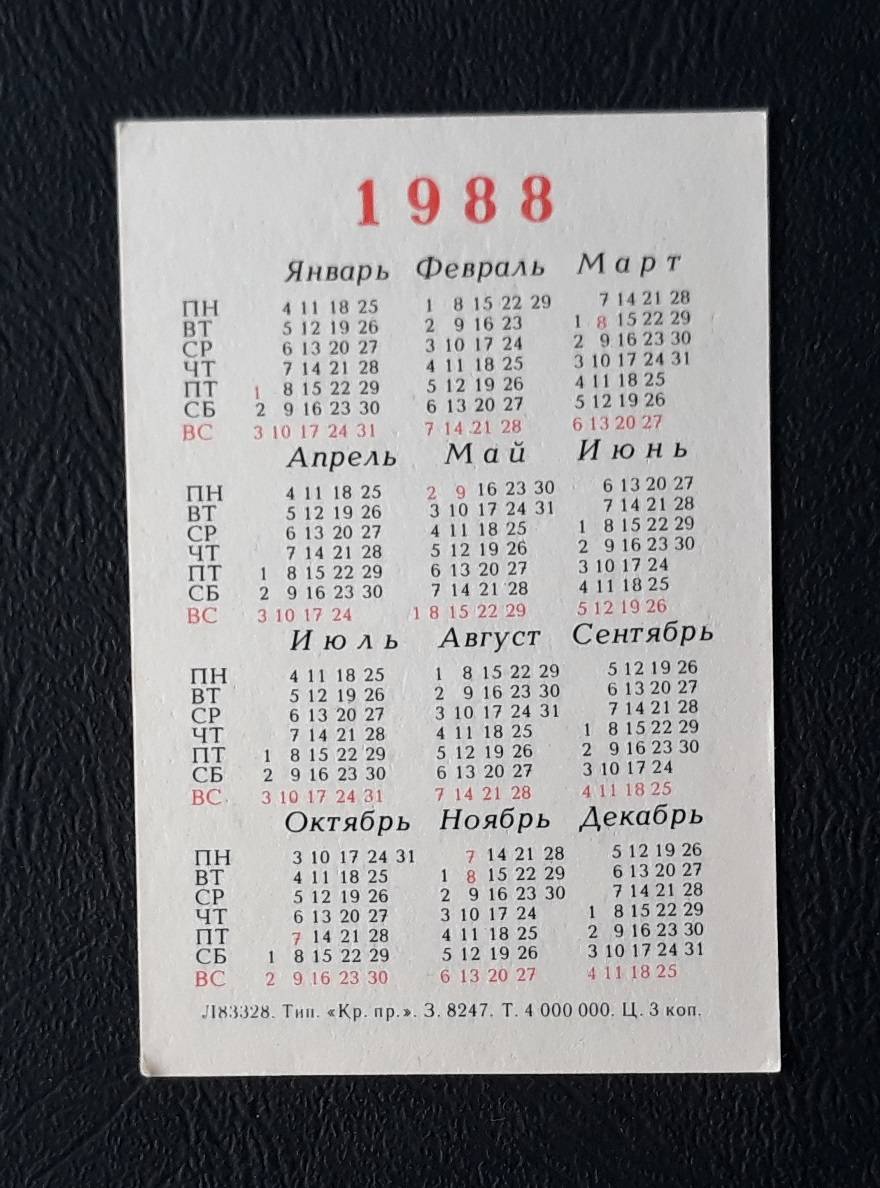 1988
Январь Февраль Март
ПН 4 11 18 25 1 8 15 22 29 7 14 21 28
ВТ 5 12 19 26 2 9 16 23 1 8 15 22 29
СР 6 13 20 27 3 10 17 24 2 9 16 23 30
ЧТ 7 14 21 28 4 11 18 25 3 10 17 24 31
ПТ 1 8 15 22 29 5 12 19 26 4 11 18 25
СБ 2 9 16 23 30 6 13 20 27 5 12 19 26
ВС 3 10 17 24 31 7 14 21 28 6 13 20 27
Апрель Май Июнь
ПН 4 11 18 25 2 9 16 23 30 6 13 20 27
ВТ 5 12 19 26 3 10 17 24 31 7 14 21 28
СР 6 13 20 27 4 11 18 25 1 8 15 22 29
ЧТ 7 14 21 28 5 12 19 26 2 9 16 23 30
ПТ 1 8 15 22 29 6 13 20 27 3 10 17 24
СБ 2 9 16 23 30 7 14 21 28 4 11 18 25
ВС 3 10 17 24 1 8 15 22 29 5 12 19 26
Июль Август Сентябрь
ПН 4 11 18 25 1 8 15 22 29 5 12 19 26
ВТ 5 12 19 26 2 9 16 23 30 6 13 20 27
СР 6 13 20 27 3 10 17 24 31 7 14 21 28
ЧТ 7 14 21 28 4 11 18 25 1 8 15 22 29
ПТ 1 8 15 22 29 5 12 19 26 2 9 16 23 30
СБ 2 9 16 23 30 6 13 20 27 3 10 17 24
ВС 3 10 17 24 31 7 14 21 28 4 11 18 25
Октябрь Ноябрь Декабрь
ПН 3 10 17 24 31 7 14 21 28 5 12 19 26
ВТ 4 11 18 25 1 8 15 22 29 6 13 20 27
СР 5 12 19 26 2 9 16 23 30 7 14 21 28
ЧТ 6 13 20 27 3 10 17 24 1 8 15 22 29
ПТ 7 14 21 28 4 11 18 25 2 9 16 23 30
СБ 1 8 15 22 29 5 12 19 26 3 10 17 24 31
ВС 2 9 16 23 30 6 13 20 27 4 11 18 25
Л83328. Тип. «Кр. пр.». З. 8247. Т. 4 000 000. Ц. 3 коп.